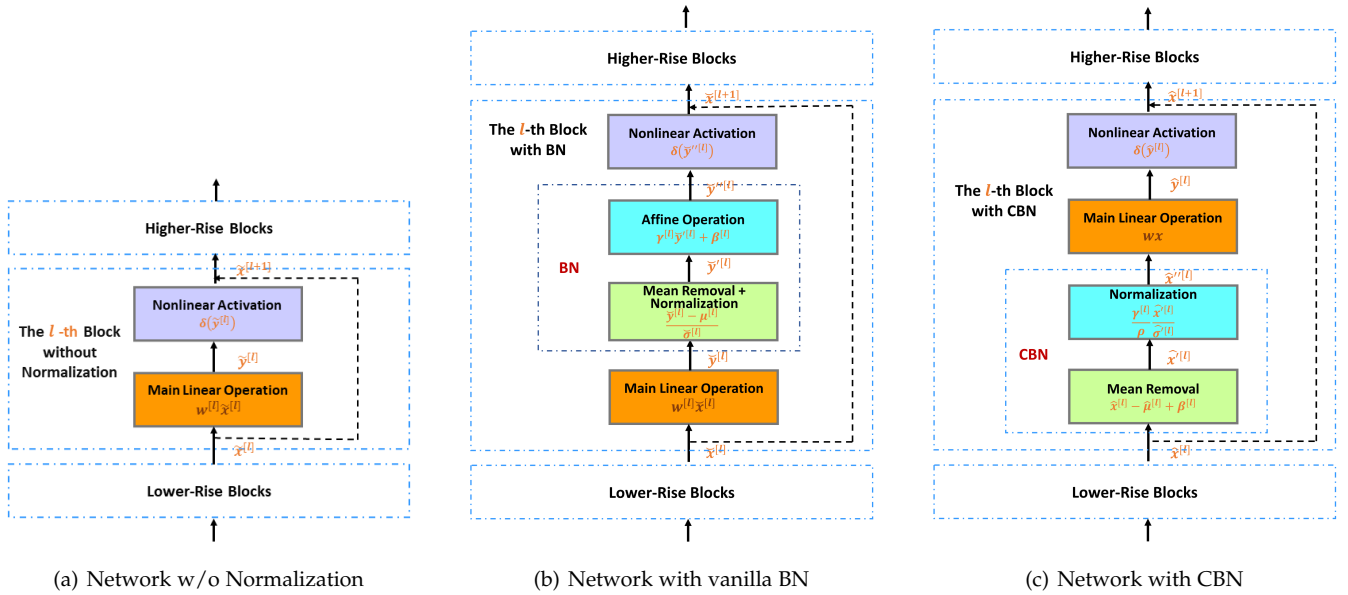 Higher-Rise Blocks
x̃^[l+1]
Nonlinear Activation
δ(ỹ^[l])
The l -th Block
without
Normalization
ỹ^[l]
Main Linear Operation
w^[l]x̃^[l]
x̃^[l]
Lower-Rise Blocks
(a) Network w/o Normalization
Higher-Rise Blocks
x̆^[l+1]
The l-th Block
with BN
Nonlinear Activation
δ(y̆''^[l])
y̆''^[l]
Affine Operation
γ^[l]y̆'^[l] + β^[l]
BN
y̆'^[l]
Mean Removal +
Normalization
y̆^[l] − μ^[l]
σ̆^[l]
y̆^[l]
Main Linear Operation
w^[l]x̆^[l]
x̆^[l]
Lower-Rise Blocks
(b) Network with vanilla BN
Higher-Rise Blocks
x̂^[l+1]
Nonlinear Activation
δ(ŷ^[l])
The l-th Block
with CBN
ŷ^[l]
Main Linear Operation
wx
x̂''^[l]
Normalization
γ^[l] x̂'^[l]
ρ σ̂'^[l]
CBN
x̂'^[l]
Mean Removal
x̂^[l] − μ̂^[l] + β^[l]
x̂^[l]
Lower-Rise Blocks
(c) Network with CBN